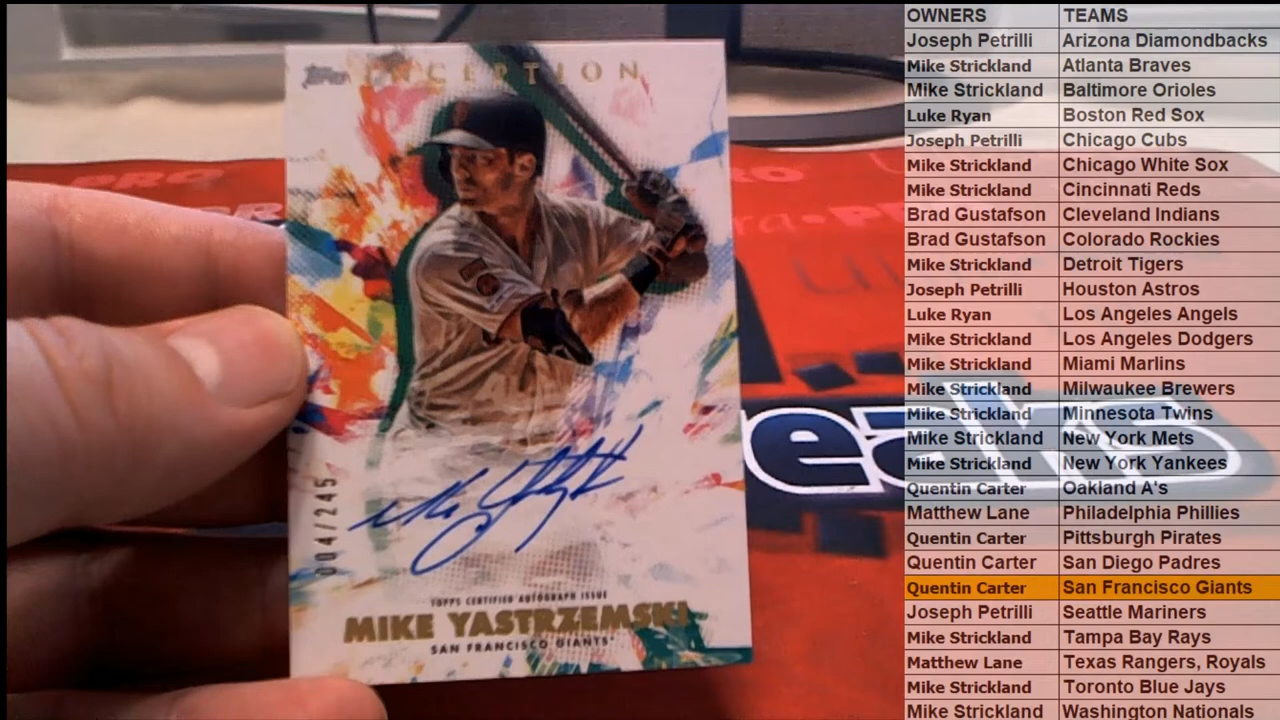 Topps INCEPTION
004/245
TOPPS CERTIFIED AUTOGRAPH ISSUE
MIKE YASTRZEMSKI
SAN FRANCISCO GIANTS
PRO
eaks
OWNERS TEAMS
Joseph Petrilli Arizona Diamondbacks
Mike Strickland Atlanta Braves
Mike Strickland Baltimore Orioles
Luke Ryan Boston Red Sox
Joseph Petrilli Chicago Cubs
Mike Strickland Chicago White Sox
Mike Strickland Cincinnati Reds
Brad Gustafson Cleveland Indians
Brad Gustafson Colorado Rockies
Mike Strickland Detroit Tigers
Joseph Petrilli Houston Astros
Luke Ryan Los Angeles Angels
Mike Strickland Los Angeles Dodgers
Mike Strickland Miami Marlins
Mike Strickland Milwaukee Brewers
Mike Strickland Minnesota Twins
Mike Strickland New York Mets
Mike Strickland New York Yankees
Quentin Carter Oakland A's
Matthew Lane Philadelphia Phillies
Quentin Carter Pittsburgh Pirates
Quentin Carter San Diego Padres
Quentin Carter San Francisco Giants
Joseph Petrilli Seattle Mariners
Mike Strickland Tampa Bay Rays
Matthew Lane Texas Rangers, Royals
Mike Strickland Toronto Blue Jays
Mike Strickland Washington Nationals